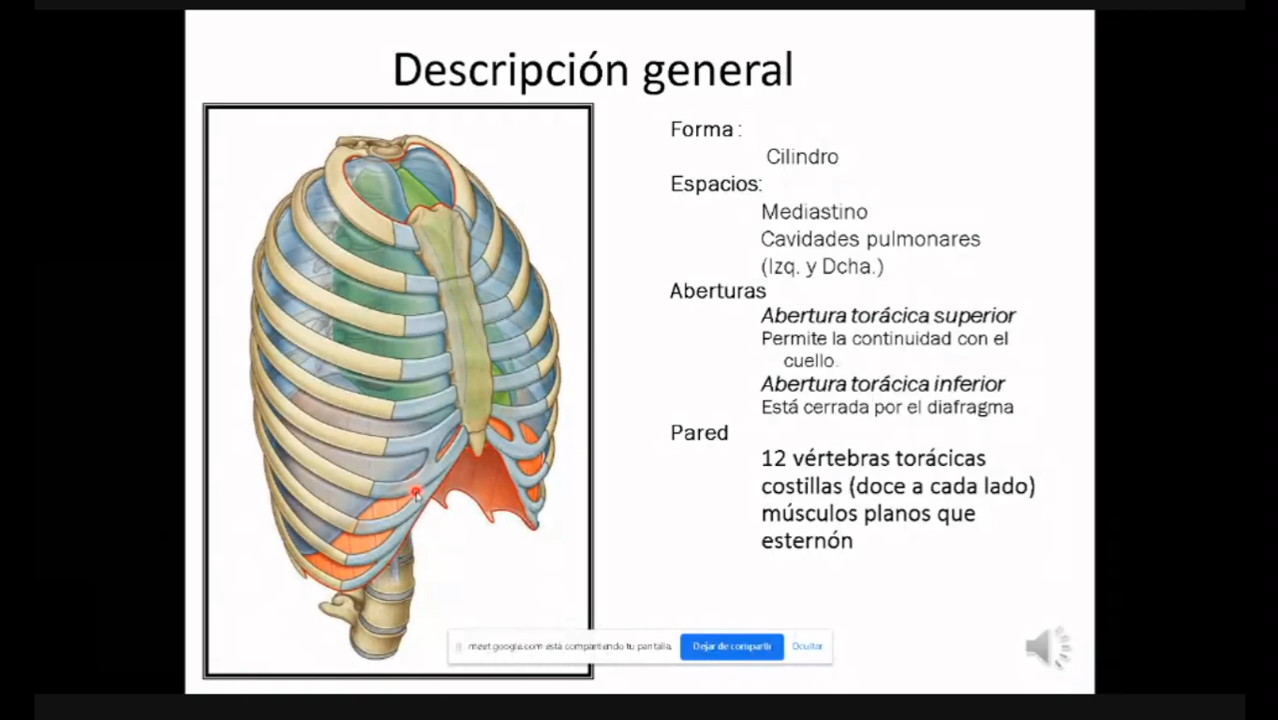 Descripción general
Forma :
Cilindro
Espacios:
Mediastino
Cavidades pulmonares
(Izq. y Dcha.)
Aberturas
Abertura torácica superior
Permite la continuidad con el
cuello.
Abertura torácica inferior
Está cerrada por el diafragma
Pared
12 vértebras torácicas
costillas (doce a cada lado)
músculos planos que
esternón
meet.google.com está compartiendo tu pantalla.
Dejar de compartir
Ocultar